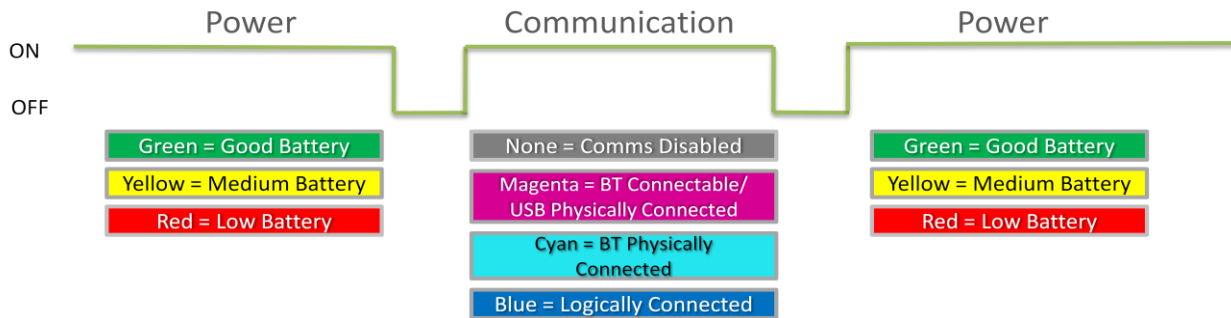 Power
Communication
Power
ON
OFF
Green = Good Battery
Yellow = Medium Battery
Red = Low Battery
None = Comms Disabled
Magenta = BT Connectable/
USB Physically Connected
Cyan = BT Physically
Connected
Blue = Logically Connected
Green = Good Battery
Yellow = Medium Battery
Red = Low Battery